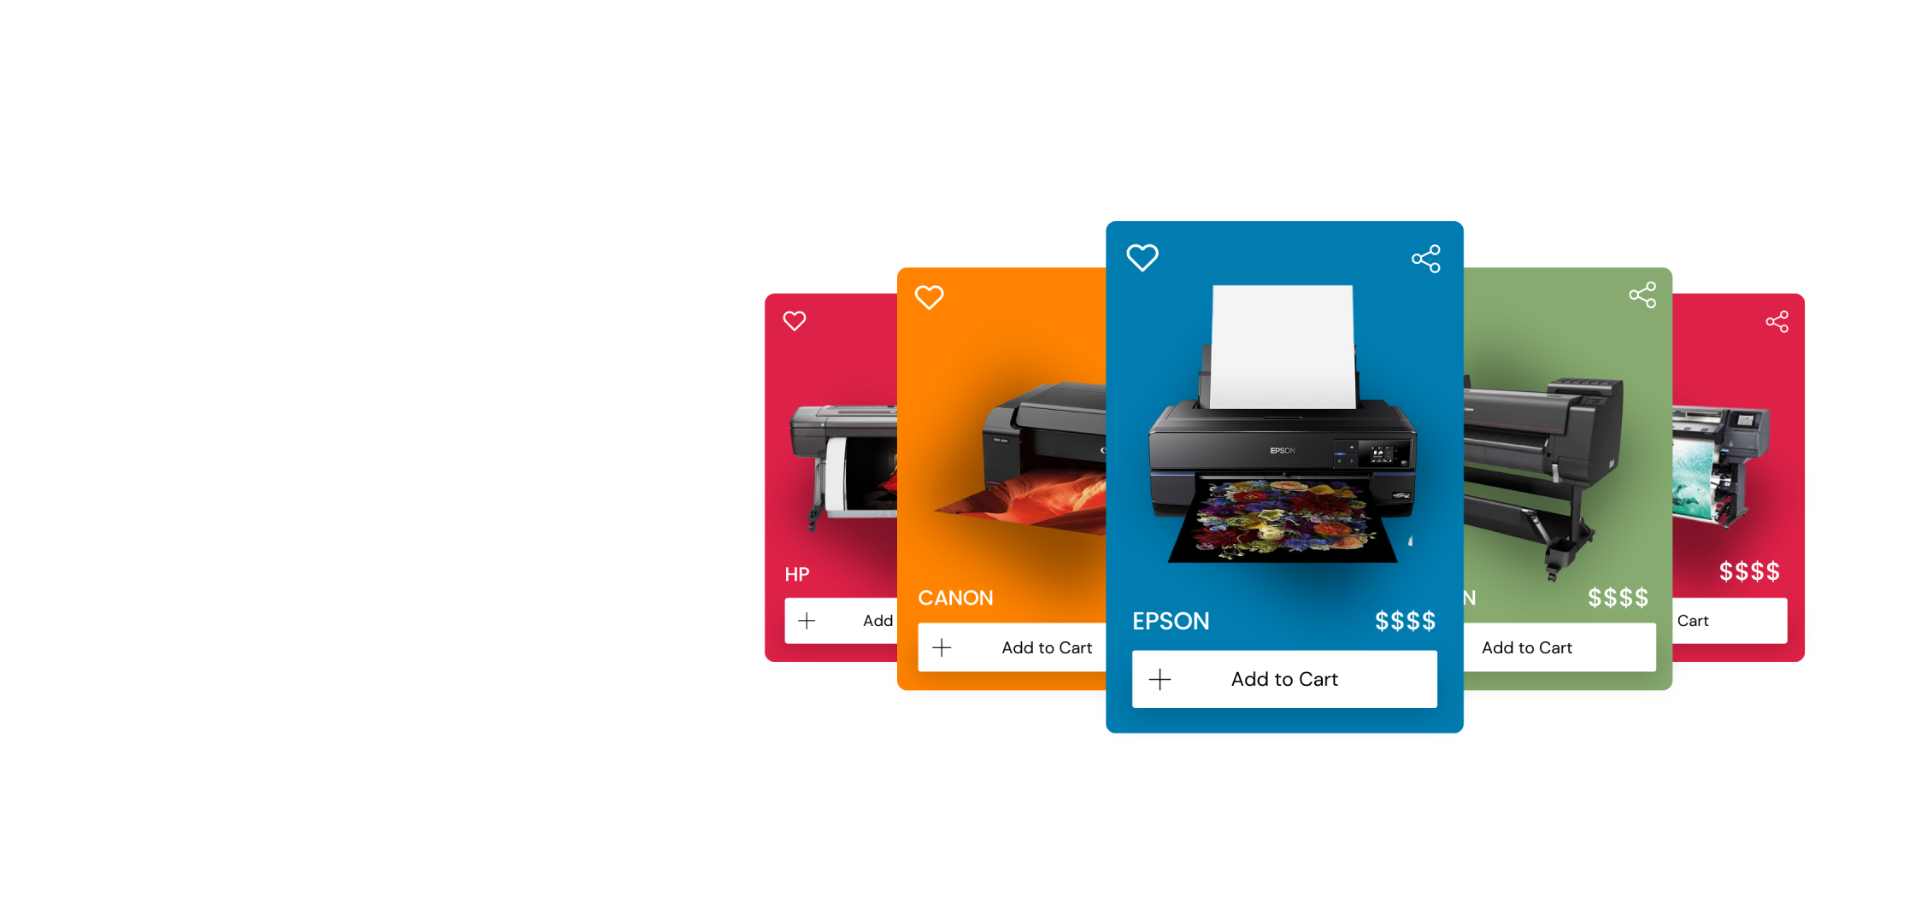 HP
Add
CANON
Add to Cart
EPSON
EPSON
$$$$
Add to Cart
N
$$$$
Add to Cart
$$$$
Cart